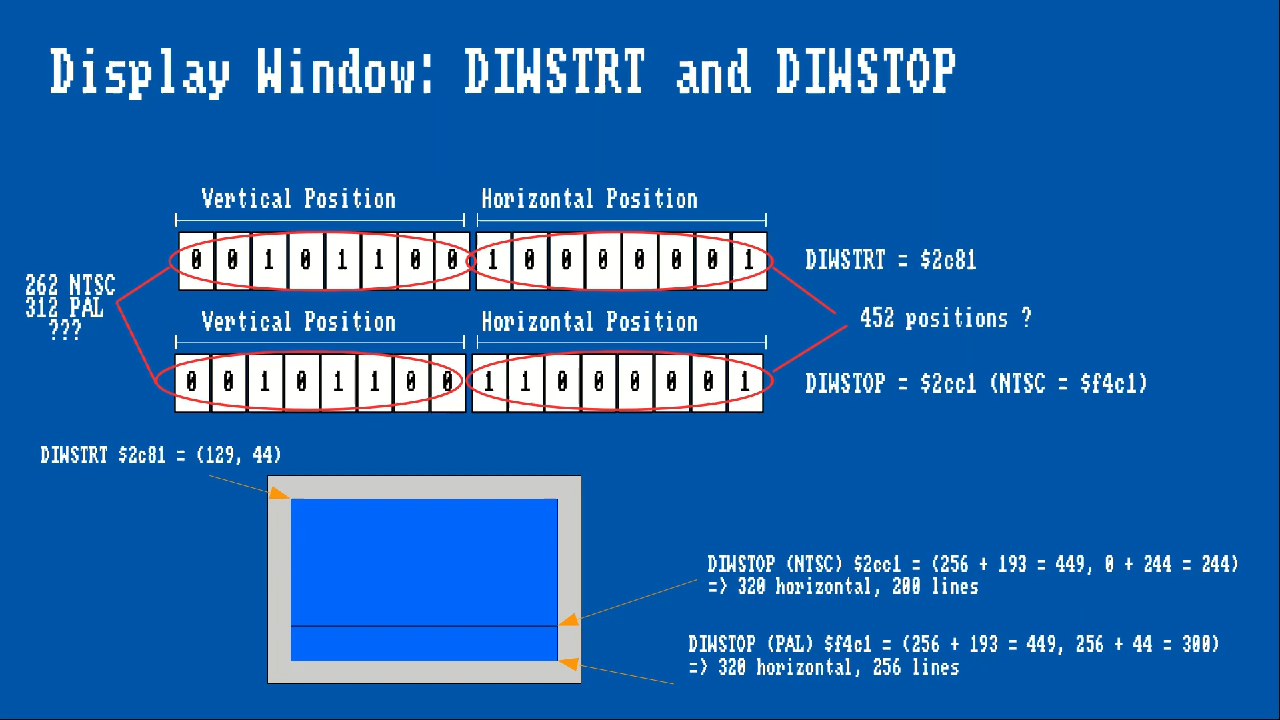 Display Window: DIWSTRT and DIWSTOP
Vertical Position Horizontal Position
0 0 1 0 1 1 0 0 1 0 0 0 0 0 0 1 DIWSTRT = $2c81
262 NTSC
312 PAL
???
452 positions ?
Vertical Position Horizontal Position
0 0 1 0 1 1 0 0 1 1 0 0 0 0 0 1 DIWSTOP = $2cc1 (NTSC = $f4c1)
DIWSTRT $2c81 = (129, 44)
DIWSTOP (NTSC) $2cc1 = (256 + 193 = 449, 0 + 244 = 244)
=> 320 horizontal, 200 lines
DIWSTOP (PAL) $f4c1 = (256 + 193 = 449, 256 + 44 = 300)
=> 320 horizontal, 256 lines